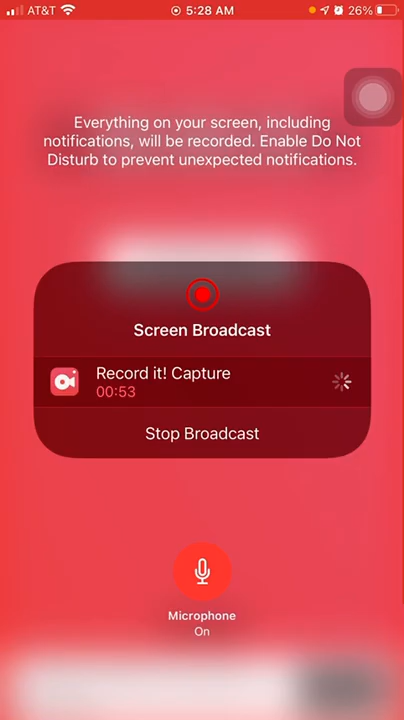 AT&T 5:28 AM 26%
Everything on your screen, including
notifications, will be recorded. Enable Do Not
Disturb to prevent unexpected notifications.
Screen Broadcast
Record it! Capture
00:53
Stop Broadcast
Microphone
On